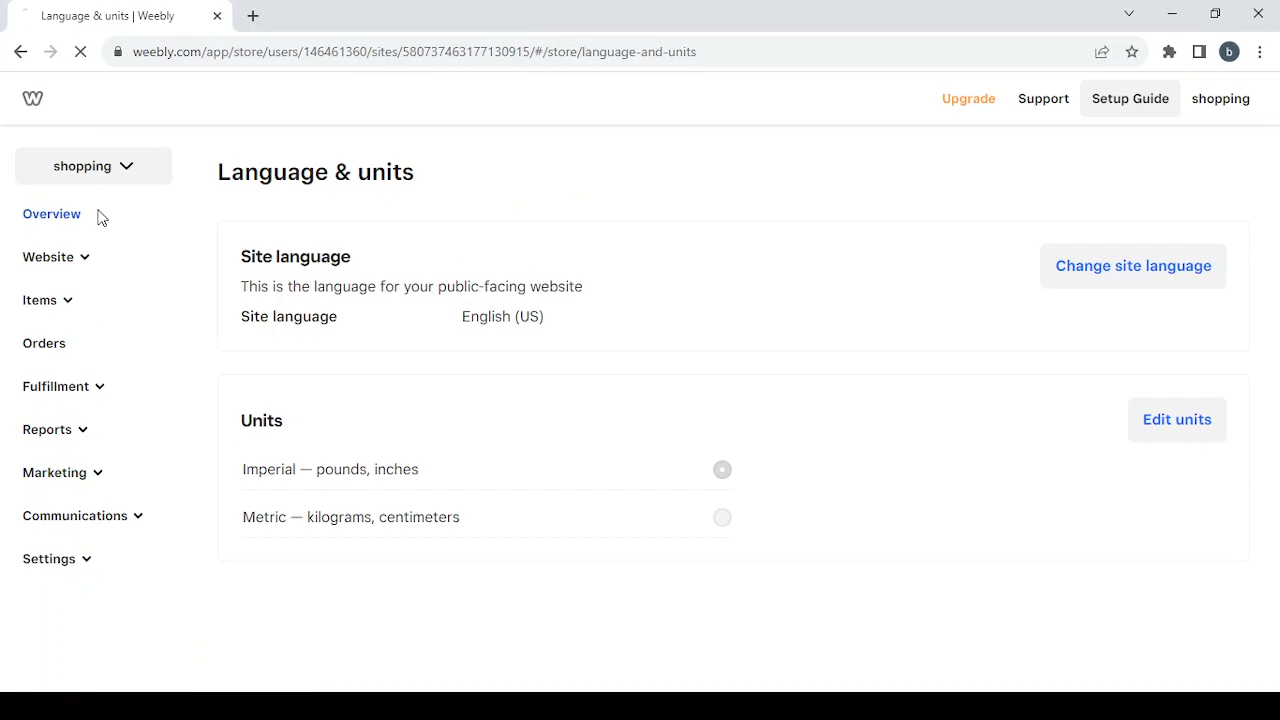 Language & units | Weebly
weebly.com/app/store/users/146461360/sites/580737463177130915/#/store/language-and-units
b
Upgrade
Support
Setup Guide
shopping
shopping
Overview
Website
Items
Orders
Fulfillment
Reports
Marketing
Communications
Settings
Language & units
Site language
Change site language
This is the language for your public-facing website
Site language English (US)
Units
Edit units
Imperial — pounds, inches
Metric — kilograms, centimeters